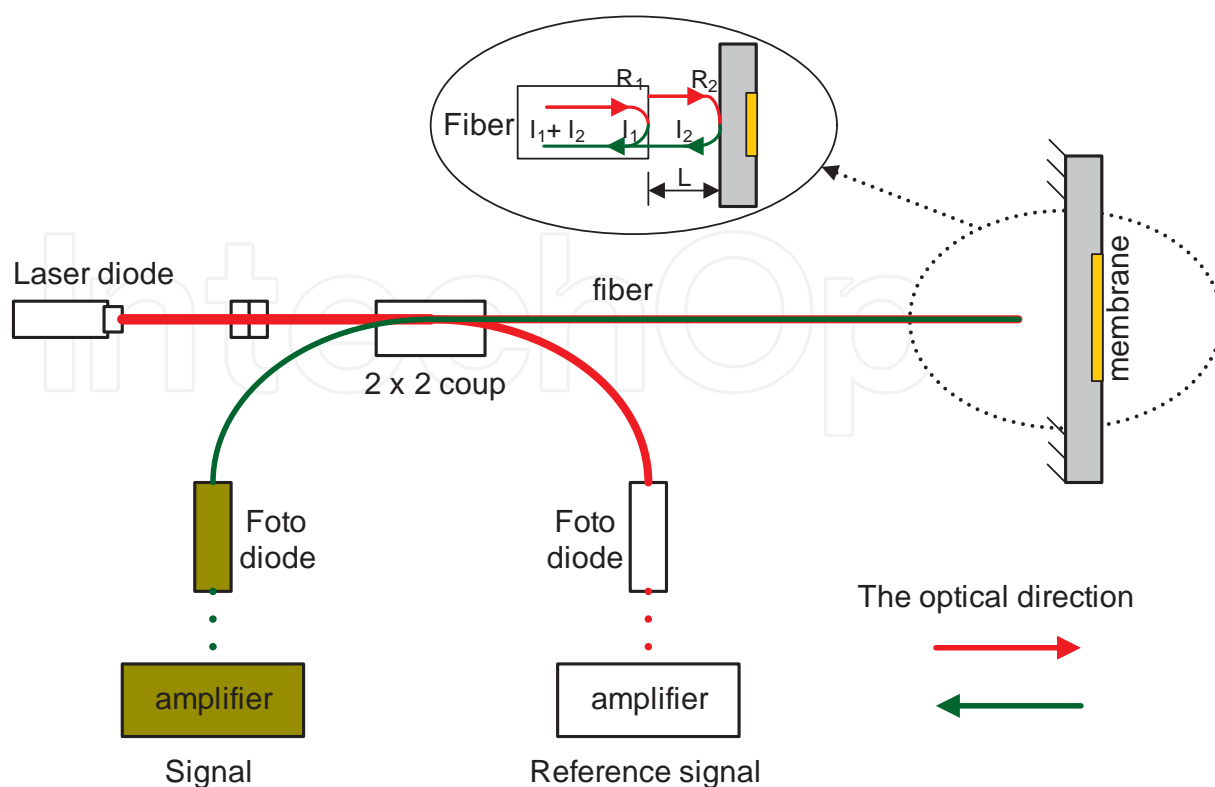 R₁ R₂
Fiber
I₁+ I₂ I₁ I₂
L
Laser diode
fiber
membrane
2 x 2 coup
IntechOp
Foto
diode
Foto
diode
The optical direction
amplifier
amplifier
Signal
Reference signal